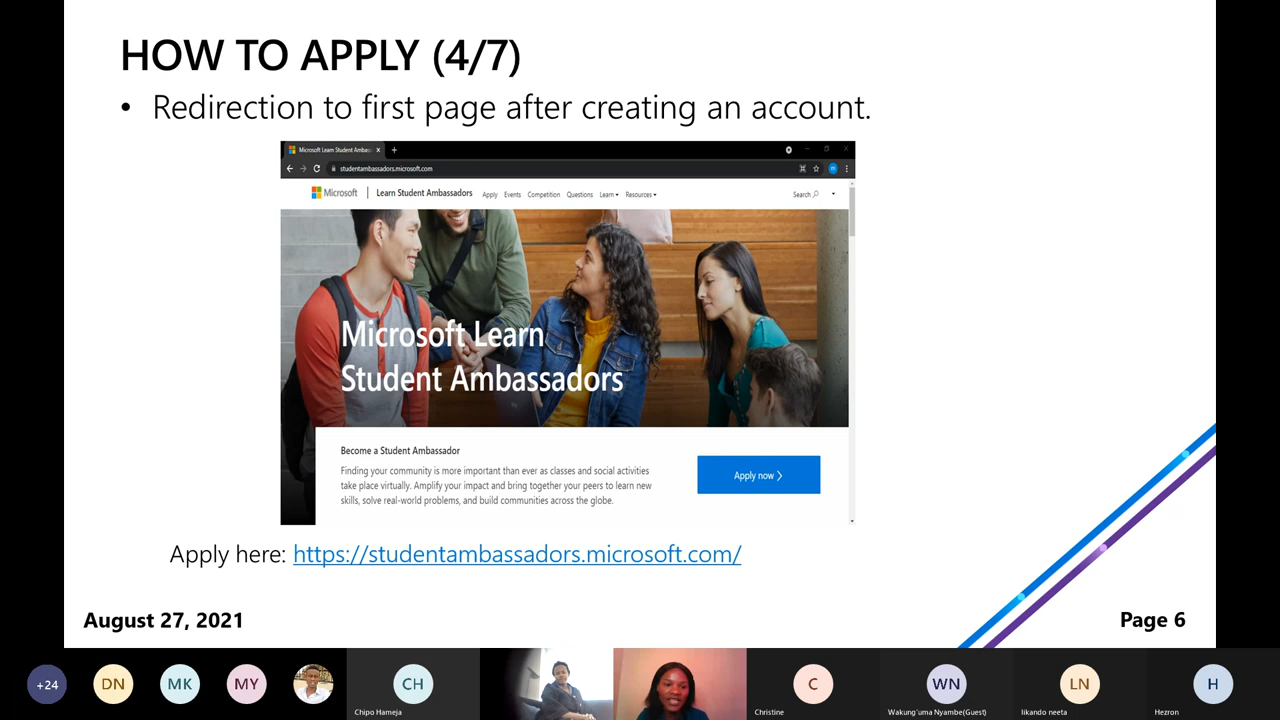 HOW TO APPLY (4/7)
• Redirection to first page after creating an account.
Microsoft Learn Student Ambas
studentambassadors.microsoft.com
Microsoft | Learn Student Ambassadors Apply Events Competition Questions Learn Resources Search
Microsoft Learn
Student Ambassadors
Become a Student Ambassador
Finding your community is more important than ever as classes and social activities
take place virtually. Amplify your impact and bring together your peers to learn new
skills, solve real-world problems, and build communities across the globe.
Apply now
Apply here: https://studentambassadors.microsoft.com/
August 27, 2021
Page 6
+24 DN MK MY CH C WN LN H
Chipo Hameja Christine Wakung'uma Nyambe(Guest) likando neeta Hezron